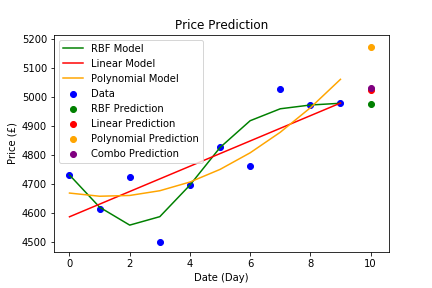 Price Prediction
5200
5100
5000
4900
4800
4700
4600
4500
Price (£)
RBF Model
Linear Model
Polynomial Model
Data
RBF Prediction
Linear Prediction
Polynomial Prediction
Combo Prediction
0 2 4 6 8 10
Date (Day)